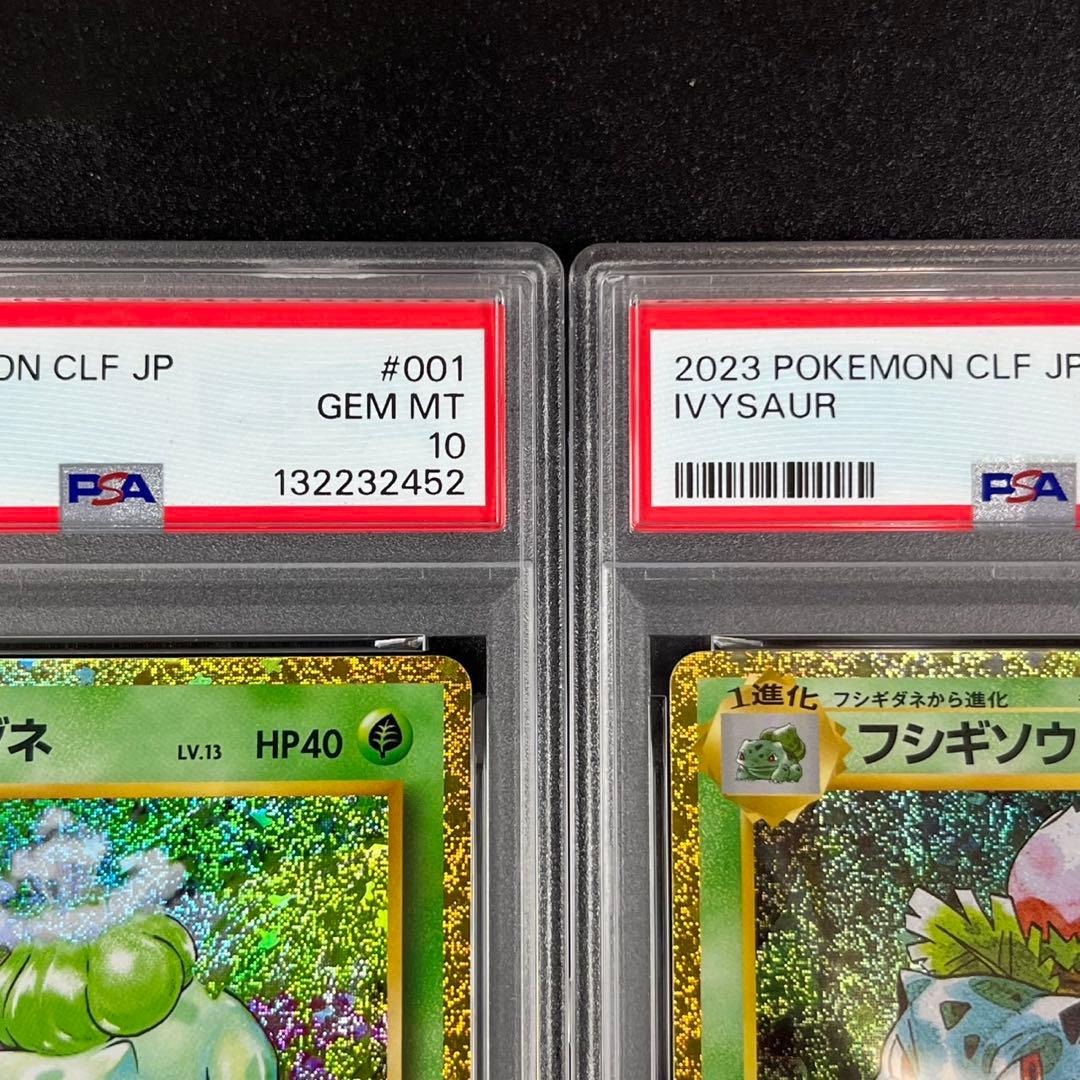 ON CLF JP #001
GEM MT
10
PSA 132232452
2023 POKEMON CLF JP
IVYSAUR
PSA
ダネ LV.13 HP40
1進化 フシギダネから進化
フシギソウ